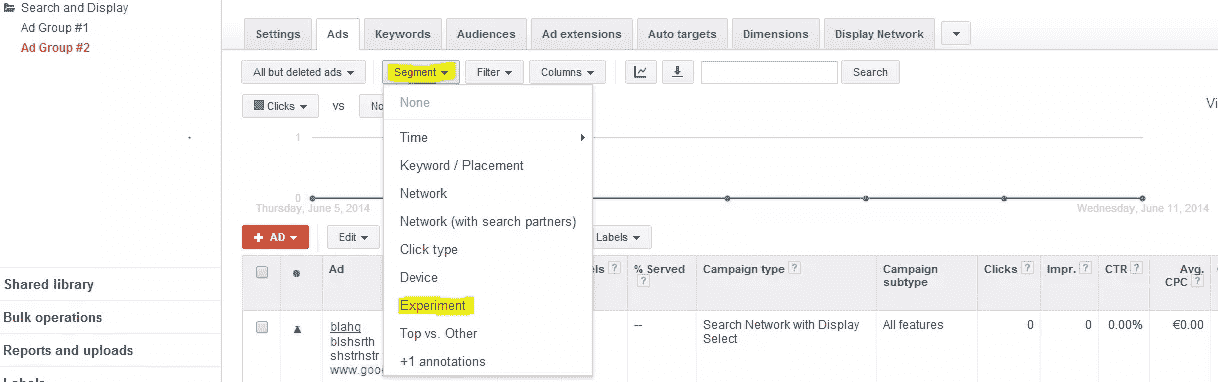 Search and Display
Ad Group #1
Ad Group #2
Settings Ads Keywords Audiences Ad extensions Auto targets Dimensions Display Network
All but deleted ads Segment Filter Columns Search
Clicks VS No Vi
None
Time
Keyword / Placement
Network
Network (with search partners)
Click type
Device
Experiment
Top vs. Other
+1 annotations
1
0
Thursday, June 5, 2014 Wednesday, June 11, 2014
+ AD Edit Labels
Ad els ? % Served ? Campaign type ? Campaign subtype Clicks ? Impr. ? CTR ? Avg. CPC ?
blahg
blshsrth
shstrhstr
www.goo
-- Search Network with Display Select All features 0 0 0.00% €0.00
Shared library
Bulk operations
Reports and uploads
Labels